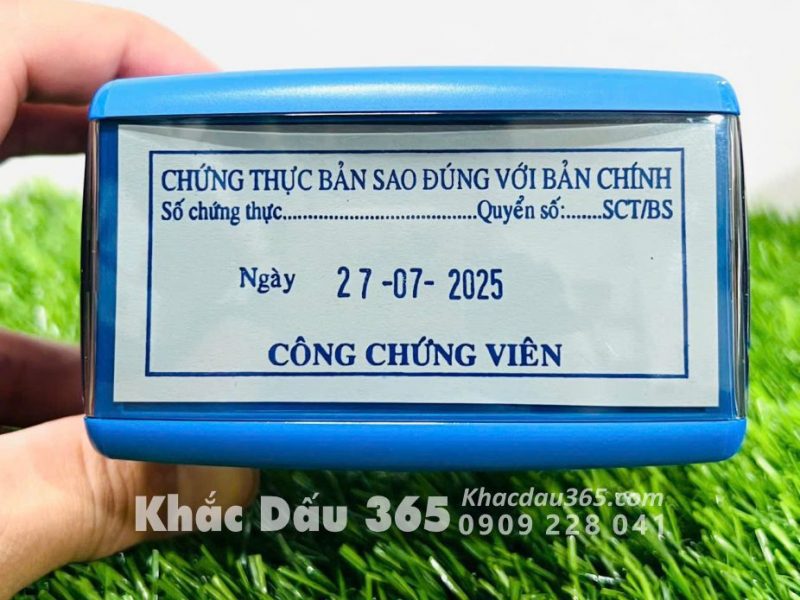 CHỨNG THỰC BẢN SAO ĐÚNG VỚI BẢN CHÍNH
Số chứng thực.......................................Quyển số:.......SCT/BS
Ngày 27-07- 2025
CÔNG CHỨNG VIÊN
Khắc Dấu 365
Khacdau365.com
0909 228 041